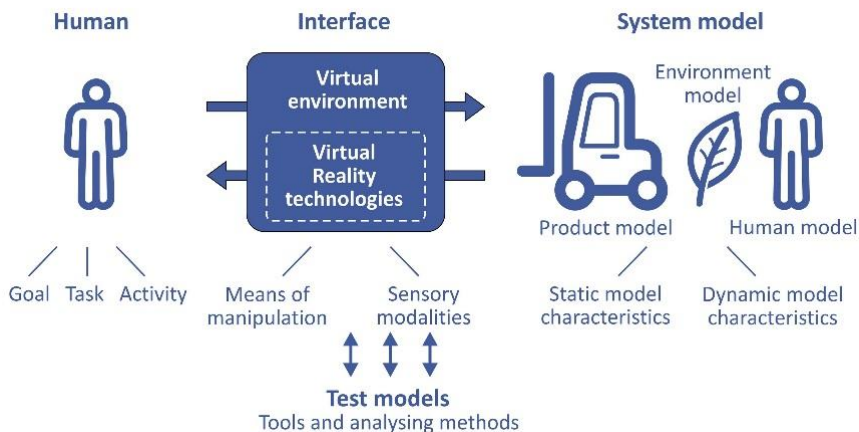 Human
Interface
System model
Virtual
environment
Virtual
Reality
technologies
Environment
model
Product model
Human model
Goal
Task
Activity
Means of
manipulation
Sensory
modalities
Static model
characteristics
Dynamic model
characteristics
Test models
Tools and analysing methods